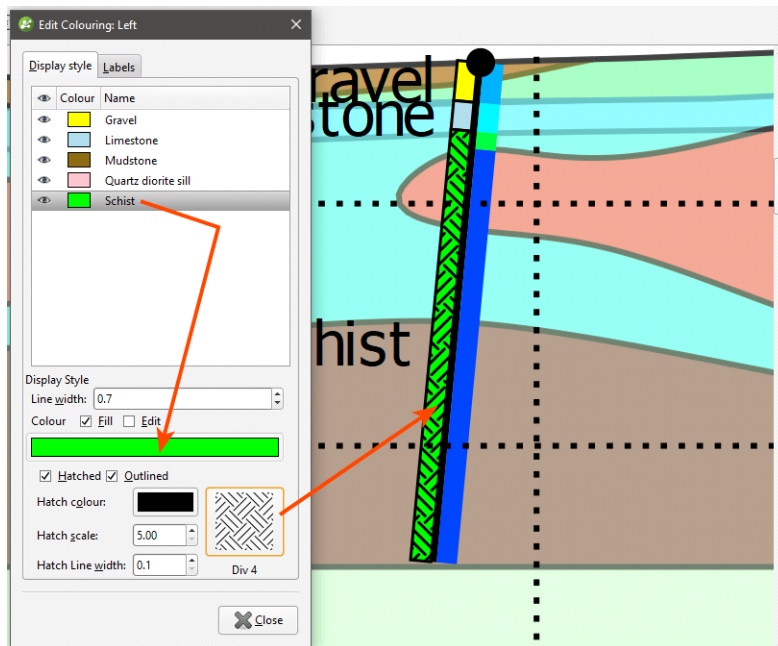 Edit Colouring: Left
Display style Labels
Colour Name
Gravel
Limestone
Mudstone
Quartz diorite sill
Schist
Display Style
Line width: 0.7
Colour Fill Edit
Hatched Outlined
Hatch colour:
Hatch scale: 5.00
Hatch Line width: 0.1
Div 4
Close
ravel
tone
hist